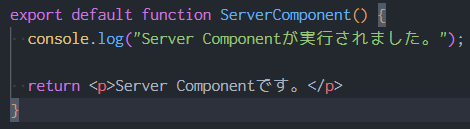 export default function ServerComponent() {
  console.log("Server Componentが実行されました。");

  return <p>Server Componentです。</p>
}